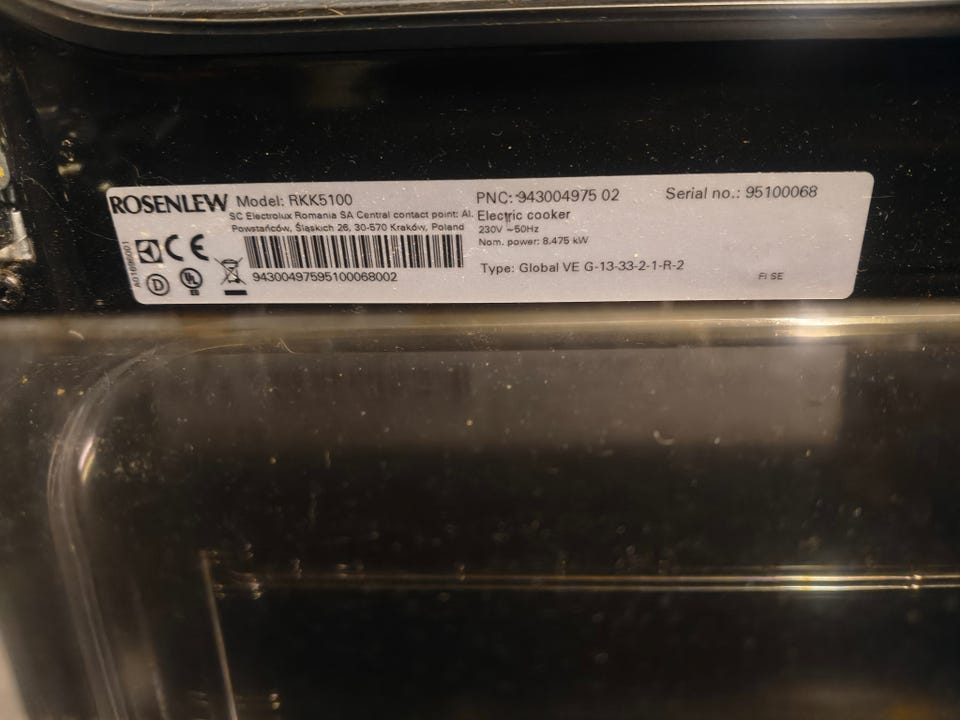 ROSENLEW Model: RKK5100 PNC: 943004975 02 Serial no.: 95100068
SC Electrolux Romania SA Central contact point: Al.
Powstańców, Śląskich 26, 30-570 Kraków, Poland
Electric cooker
230V ~50Hz
Nom. power: 8.475 kW
CE
94300497595100068002
Type: Global VE G-13-33-2-1-R-2
FI SE
D
UL